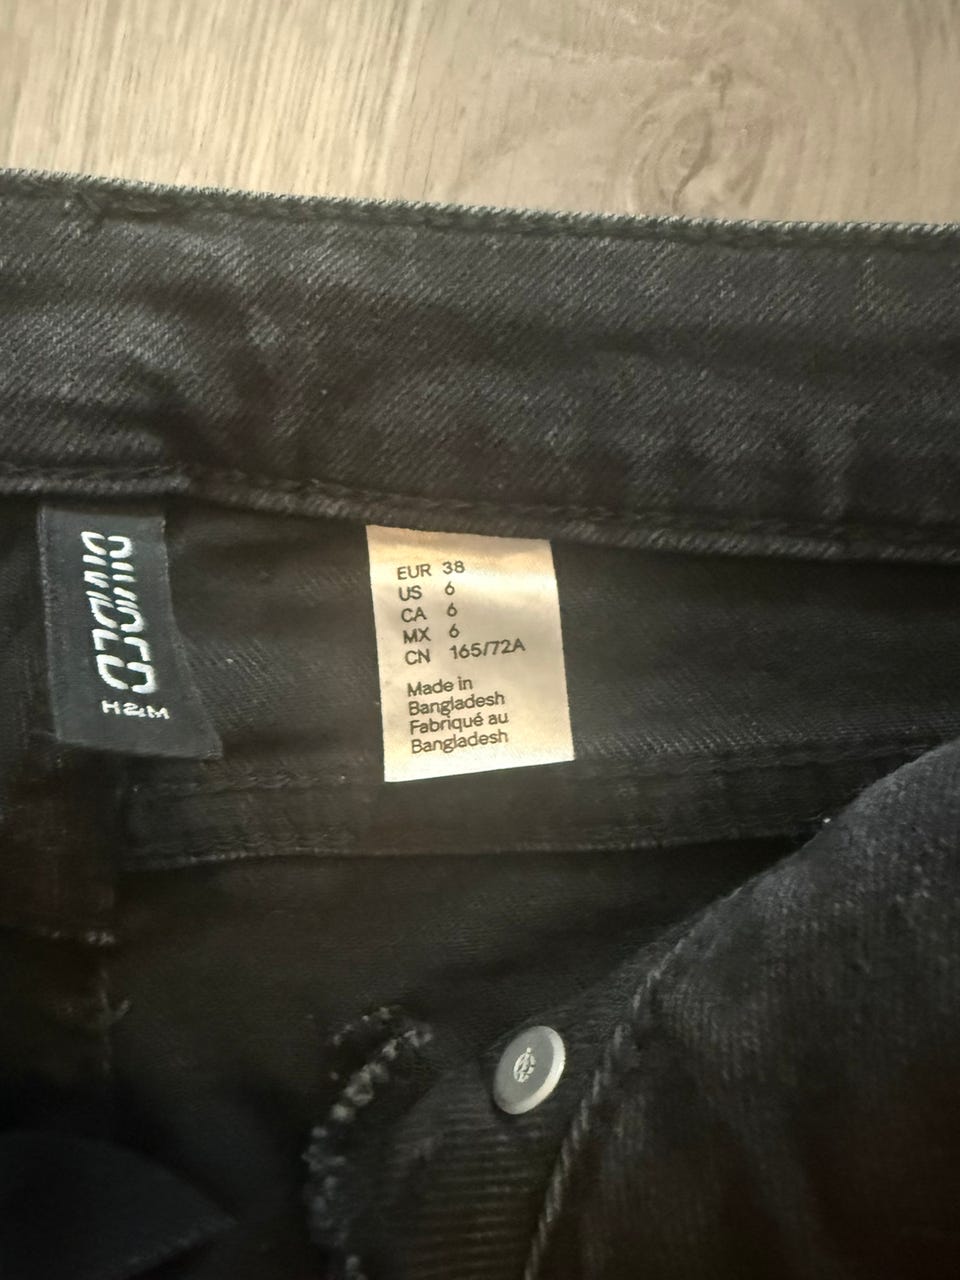 DIVIDED
H&M
EUR 38
US 6
CA 6
MX 6
CN 165/72A
Made in
Bangladesh
Fabriqué au
Bangladesh